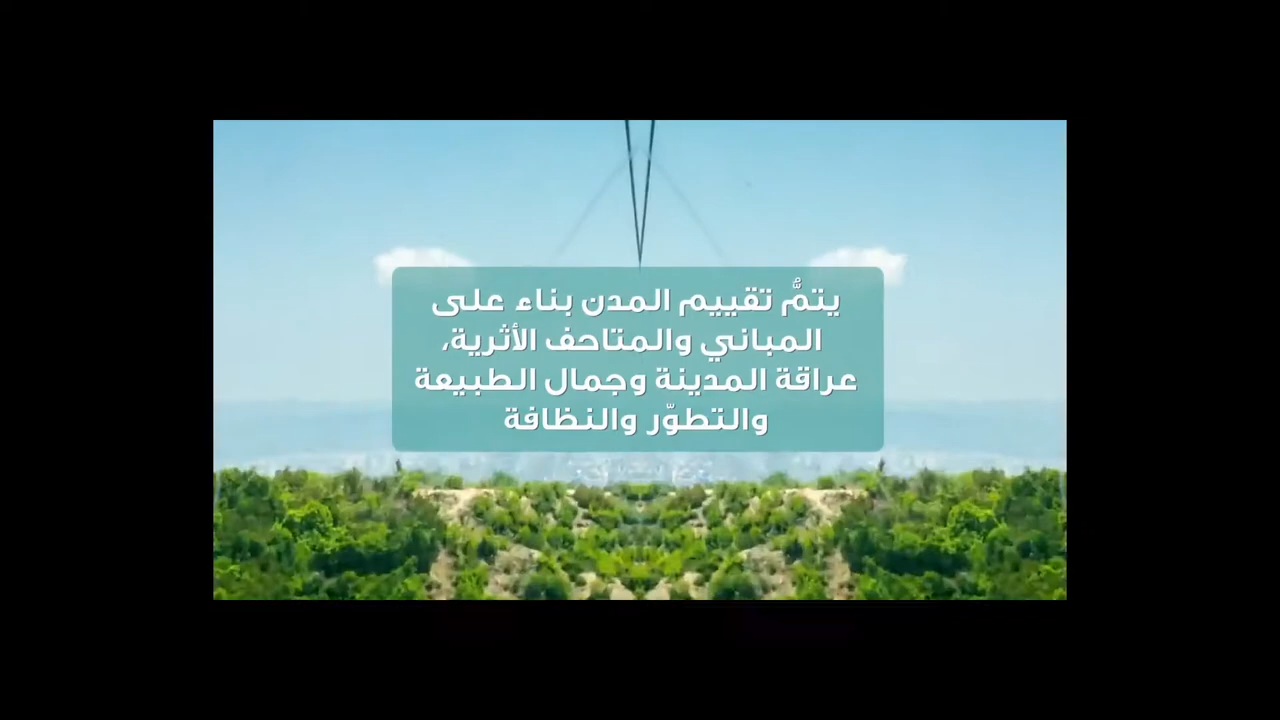 يتمُّ تقييم المدن بناء على
المباني والمتاحف الأثرية،
عراقة المدينة وجمال الطبيعة
والتطوّر والنظافة